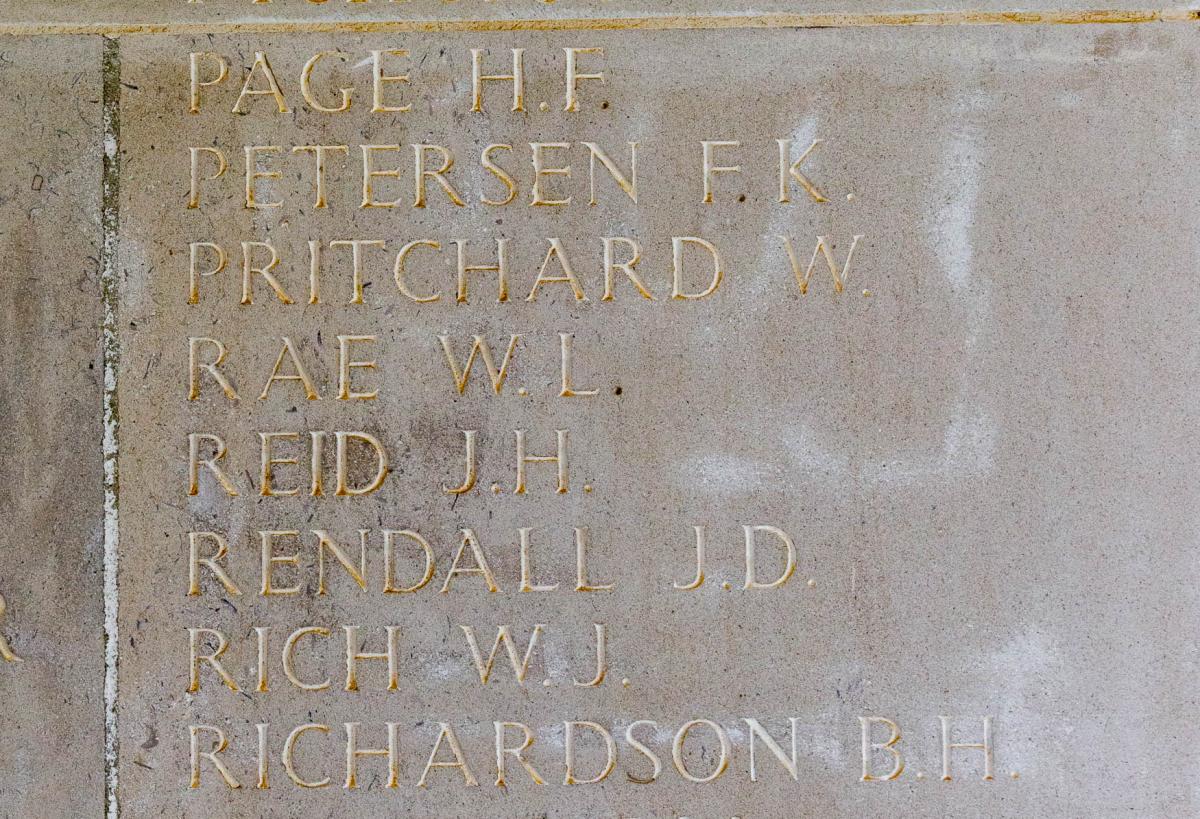 PAGE H.F.
PETERSEN F.K.
PRITCHARD W.
RAE W.L.
REID J.H.
RENDALL J.D.
RICH W.J.
RICHARDSON B.H.